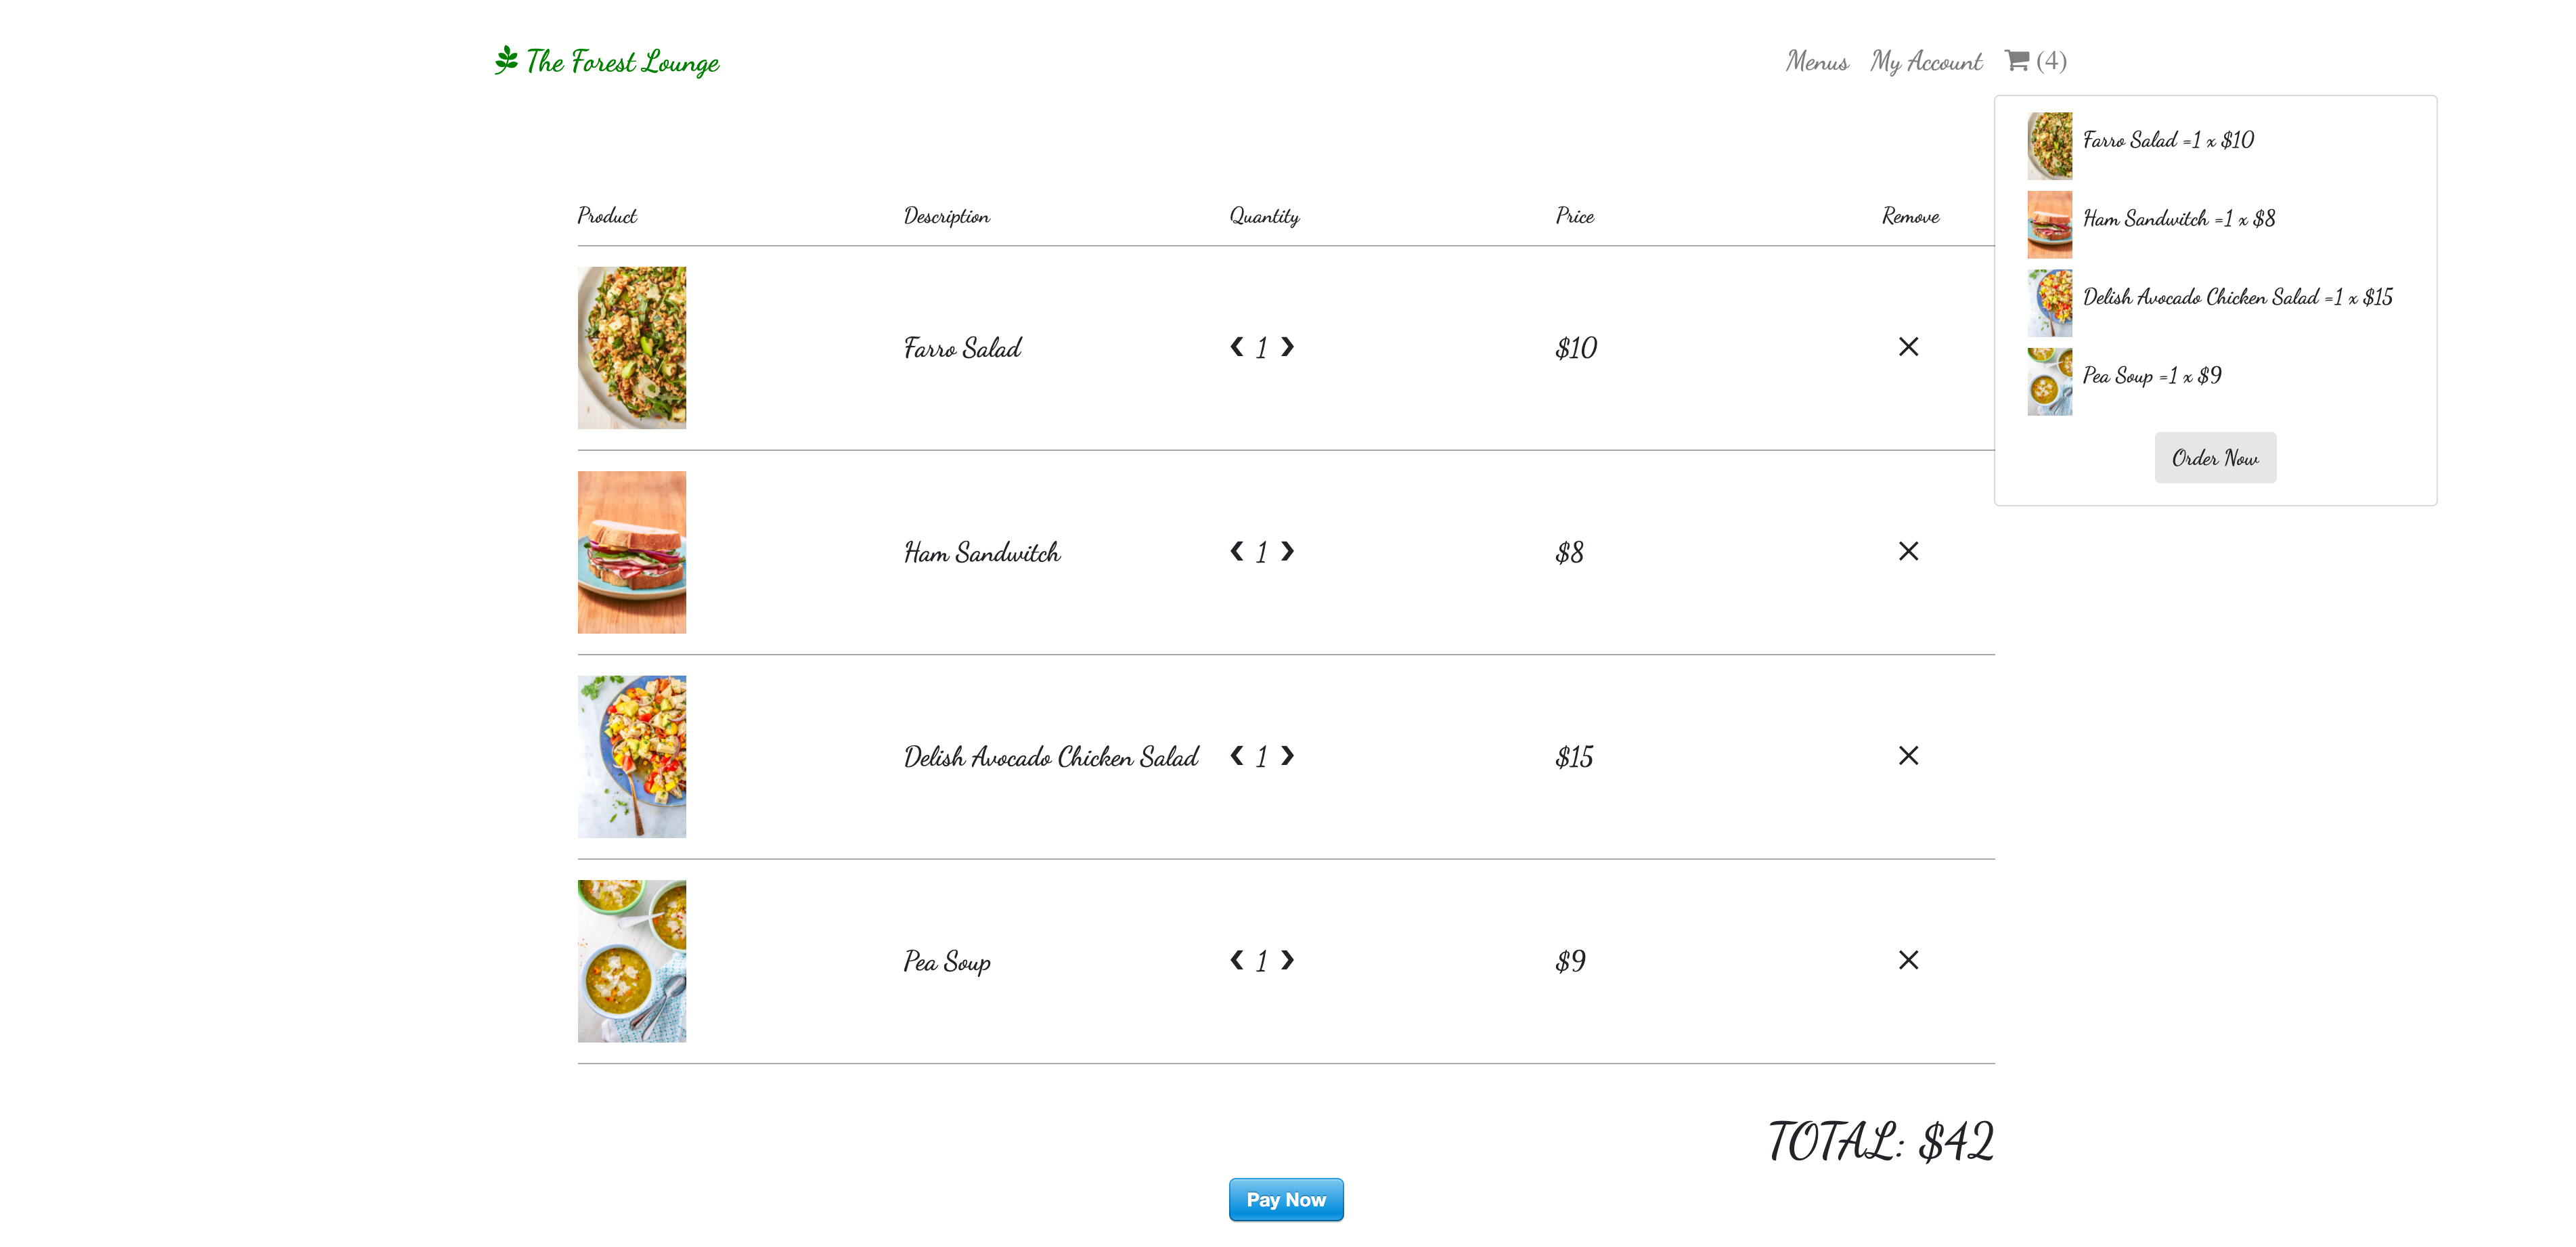 The Forest Lounge
Menus My Account (4)
Farro Salad =1 x $10
Ham Sandwitch =1 x $8
Delish Avocado Chicken Salad =1 x $15
Pea Soup =1 x $9
Order Now
Product Description Quantity Price Remove
Farro Salad ❮ 1 ❯ $10 ✕
Ham Sandwitch ❮ 1 ❯ $8 ✕
Delish Avocado Chicken Salad ❮ 1 ❯ $15 ✕
Pea Soup ❮ 1 ❯ $9 ✕
TOTAL: $42
Pay Now